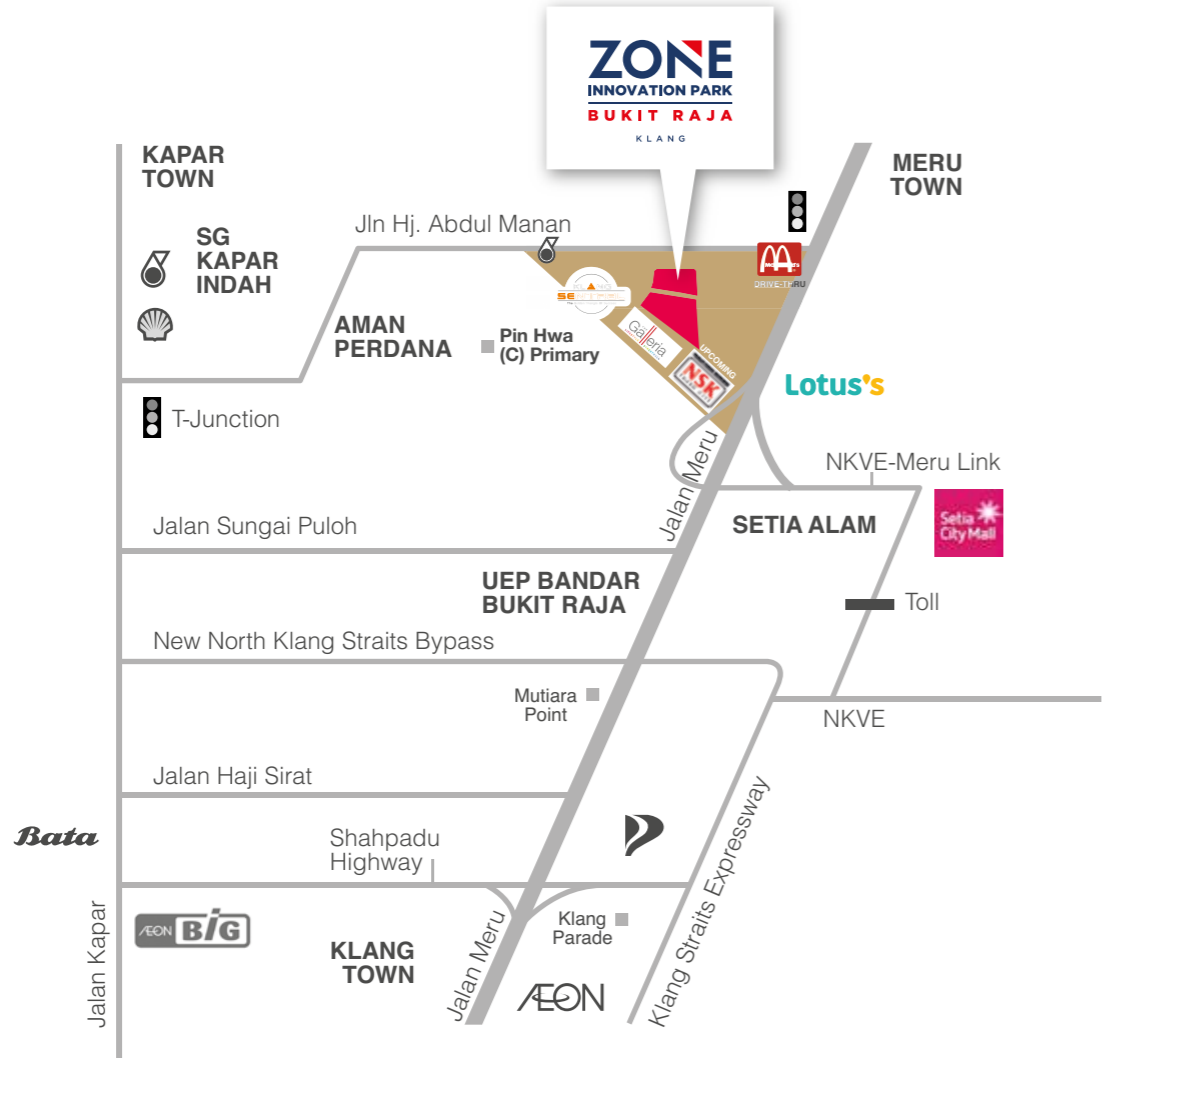 ZONE
INNOVATION PARK
BUKIT RAJA
KLANG
KAPAR
TOWN
MERU
TOWN
Jln Hj. Abdul Manan
SG
KAPAR
INDAH
McDonald's
DRIVE-THRU
KLANG
SENTRAL
AMAN
PERDANA
Pin Hwa
(C) Primary
Galleria
UPCOMING
NSK
Lotus's
T-Junction
Jalan Meru
NKVE-Meru Link
SETIA ALAM
Setia
City Mall
Jalan Sungai Puloh
UEP BANDAR
BUKIT RAJA
Toll
New North Klang Straits Bypass
Mutiara
Point
NKVE
Jalan Haji Sirat
Klang Straits Expressway
Bata
Shahpadu
Highway
Jalan Kapar
ÆON BiG
KLANG
TOWN
Jalan Meru
Klang
Parade
ÆON